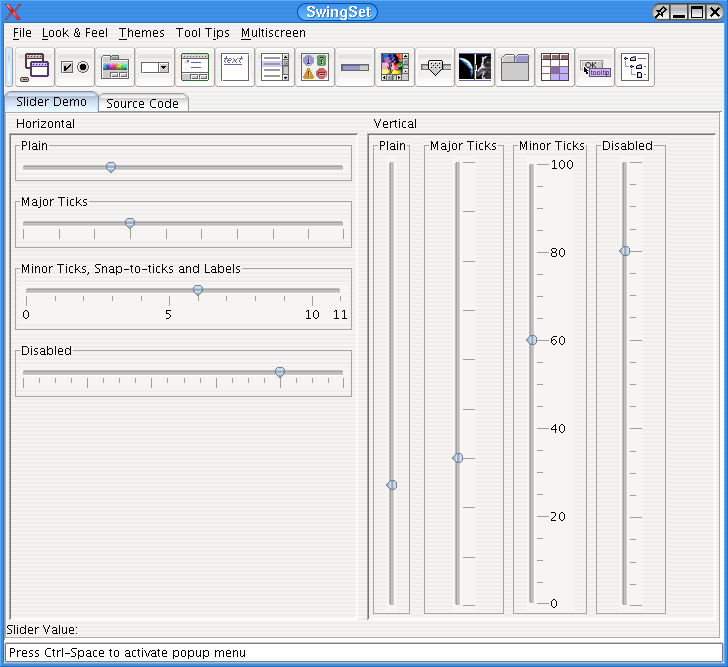 SwingSet
File Look & Feel Themes Tool Tips Multiscreen
text
OK
tooltip
Slider Demo Source Code
Horizontal
Plain
Major Ticks
Minor Ticks, Snap-to-ticks and Labels
0 5 10 11
Disabled
Vertical
Plain Major Ticks Minor Ticks Disabled
100
80
60
40
20
0
Slider Value:
Press Ctrl-Space to activate popup menu